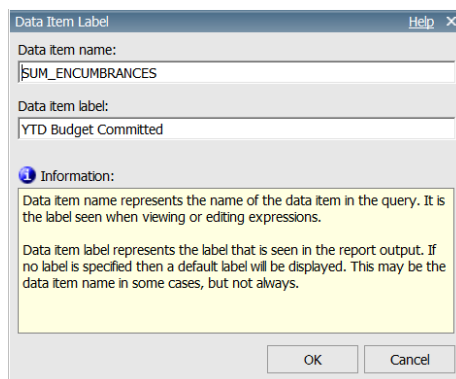 Data Item Label Help X
Data item name:
SUM_ENCUMBRANCES
Data item label:
YTD Budget Committed
i Information:
Data item name represents the name of the data item in the query. It is
the label seen when viewing or editing expressions.
Data item label represents the label that is seen in the report output. If
no label is specified then a default label will be displayed. This may be the
data item name in some cases, but not always.
OK Cancel